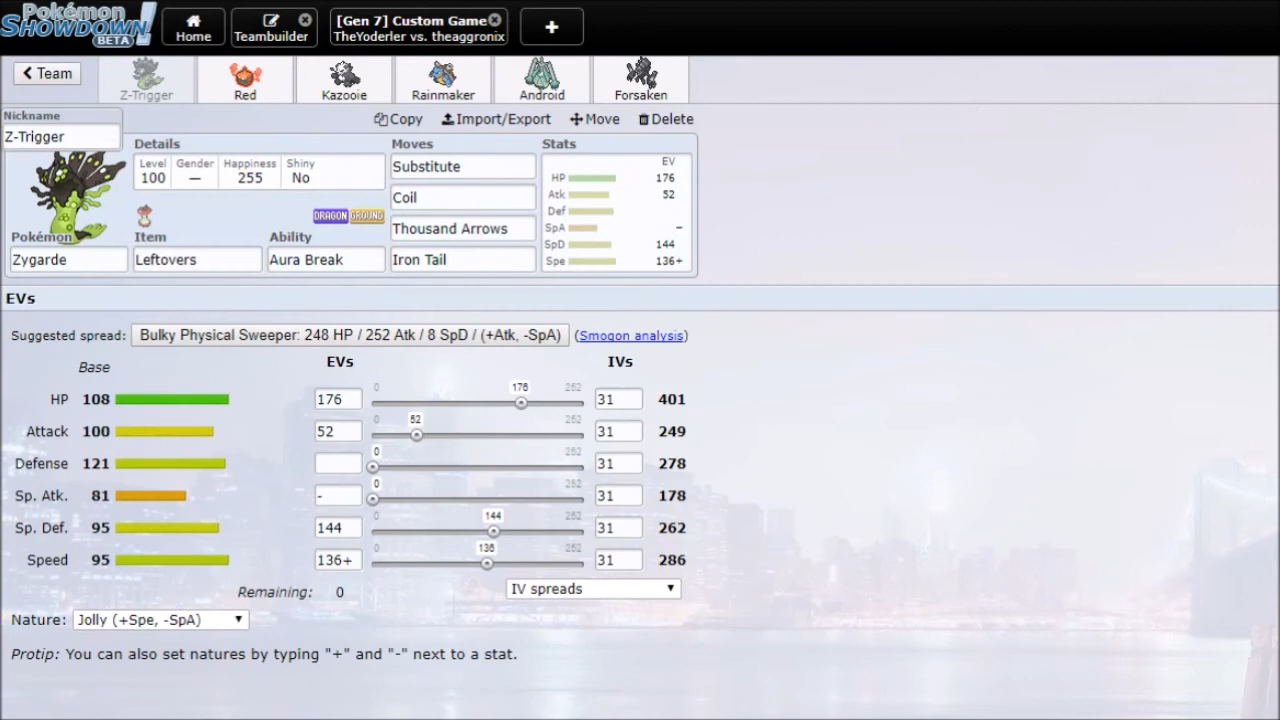 Pokémon
SHOWDOWN!
BETA
Home
Teambuilder
[Gen 7] Custom Game
TheYoderler vs. theaggronix
+
Team
Z-Trigger
Red
Kazooie
Rainmaker
Android
Forsaken
Copy Import/Export Move Delete
Nickname
Z-Trigger
Details
Level Gender Happiness Shiny
100 — 255 No
DRAGON GROUND
Pokémon Item Ability
Zygarde Leftovers Aura Break
Moves
Substitute
Coil
Thousand Arrows
Iron Tail
Stats
EV
HP 176
Atk 52
Def
SpA –
SpD 144
Spe 136+
EVs
Suggested spread: Bulky Physical Sweeper: 248 HP / 252 Atk / 8 SpD / (+Atk, -SpA) (Smogon analysis)
Base EVs IVs
HP 108 176 0 176 252 31 401
Attack 100 52 0 52 252 31 249
Defense 121 0 252 31 278
Sp. Atk. 81 - 0 252 31 178
Sp. Def. 95 144 0 144 252 31 262
Speed 95 136+ 0 136 252 31 286
Remaining: 0 IV spreads
Nature: Jolly (+Spe, -SpA)
Protip: You can also set natures by typing "+" and "-" next to a stat.